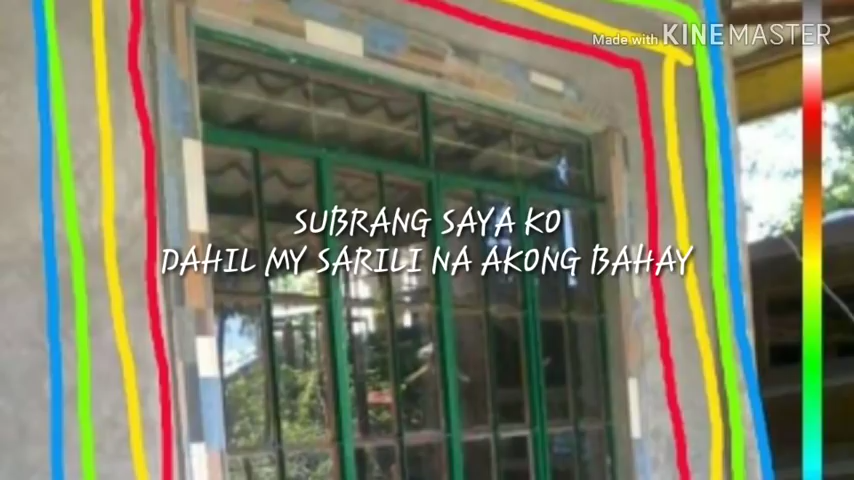 Made with KINEMASTER
SUBRANG SAYA KO
DAHIL MY SARILI NA AKONG BAHAY